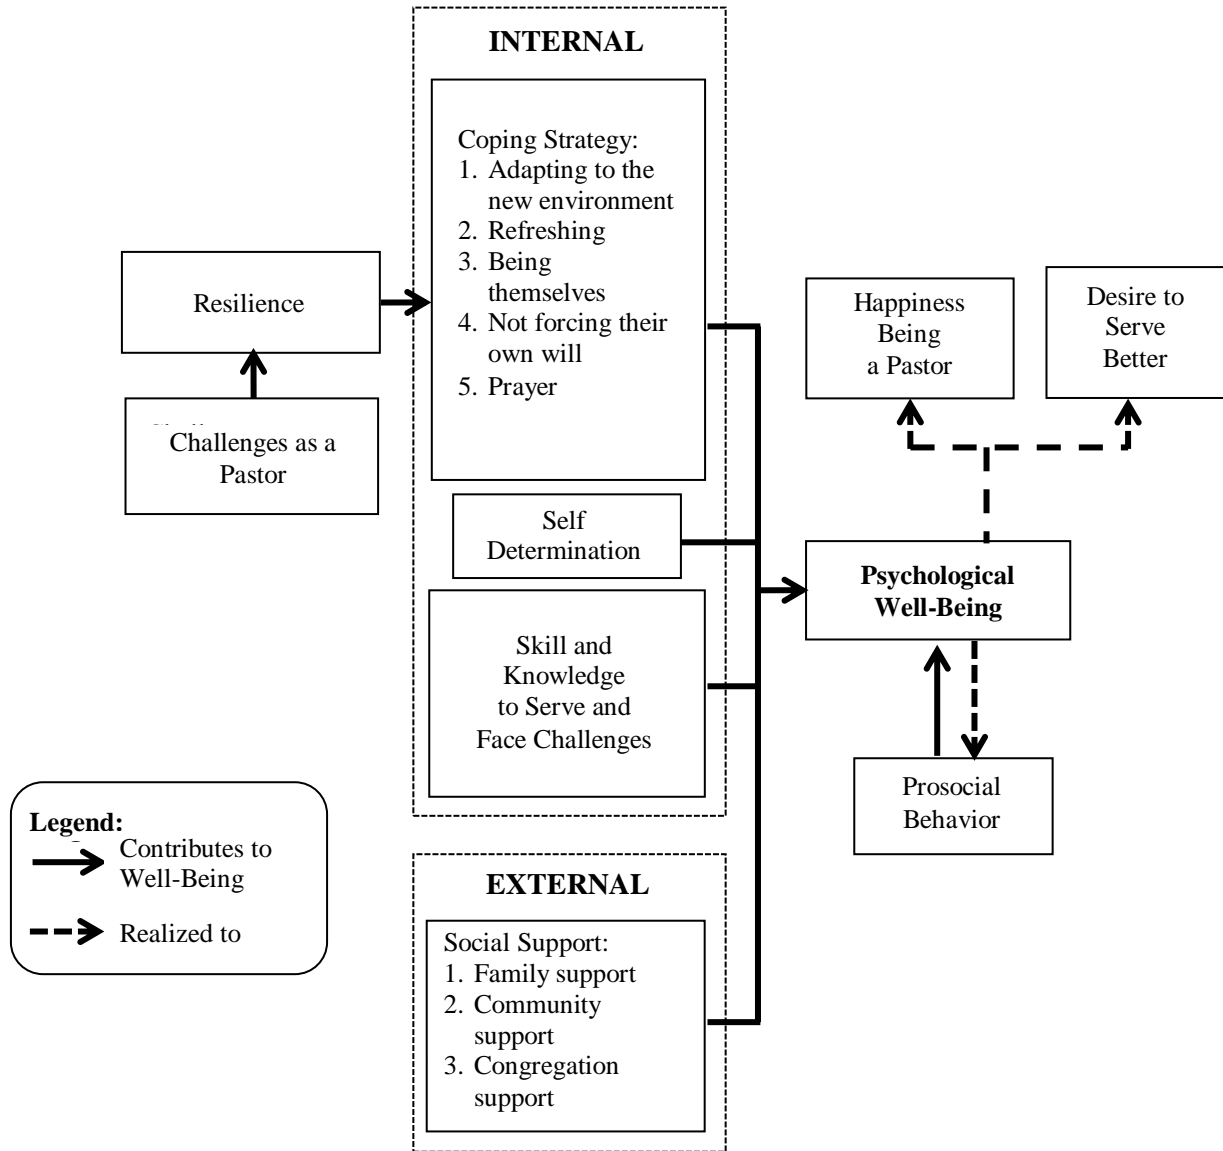 INTERNAL
Coping Strategy:
1. Adapting to the
new environment
2. Refreshing
3. Being
themselves
4. Not forcing their
own will
5. Prayer
Resilience
Challenges as a
Pastor
Self
Determination
Skill and
Knowledge
to Serve and
Face Challenges
Happiness
Being
a Pastor
Desire to
Serve
Better
Psychological
Well-Being
Prosocial
Behavior
Legend:
Contributes to
Well-Being
Realized to
EXTERNAL
Social Support:
1. Family support
2. Community
support
3. Congregation
support